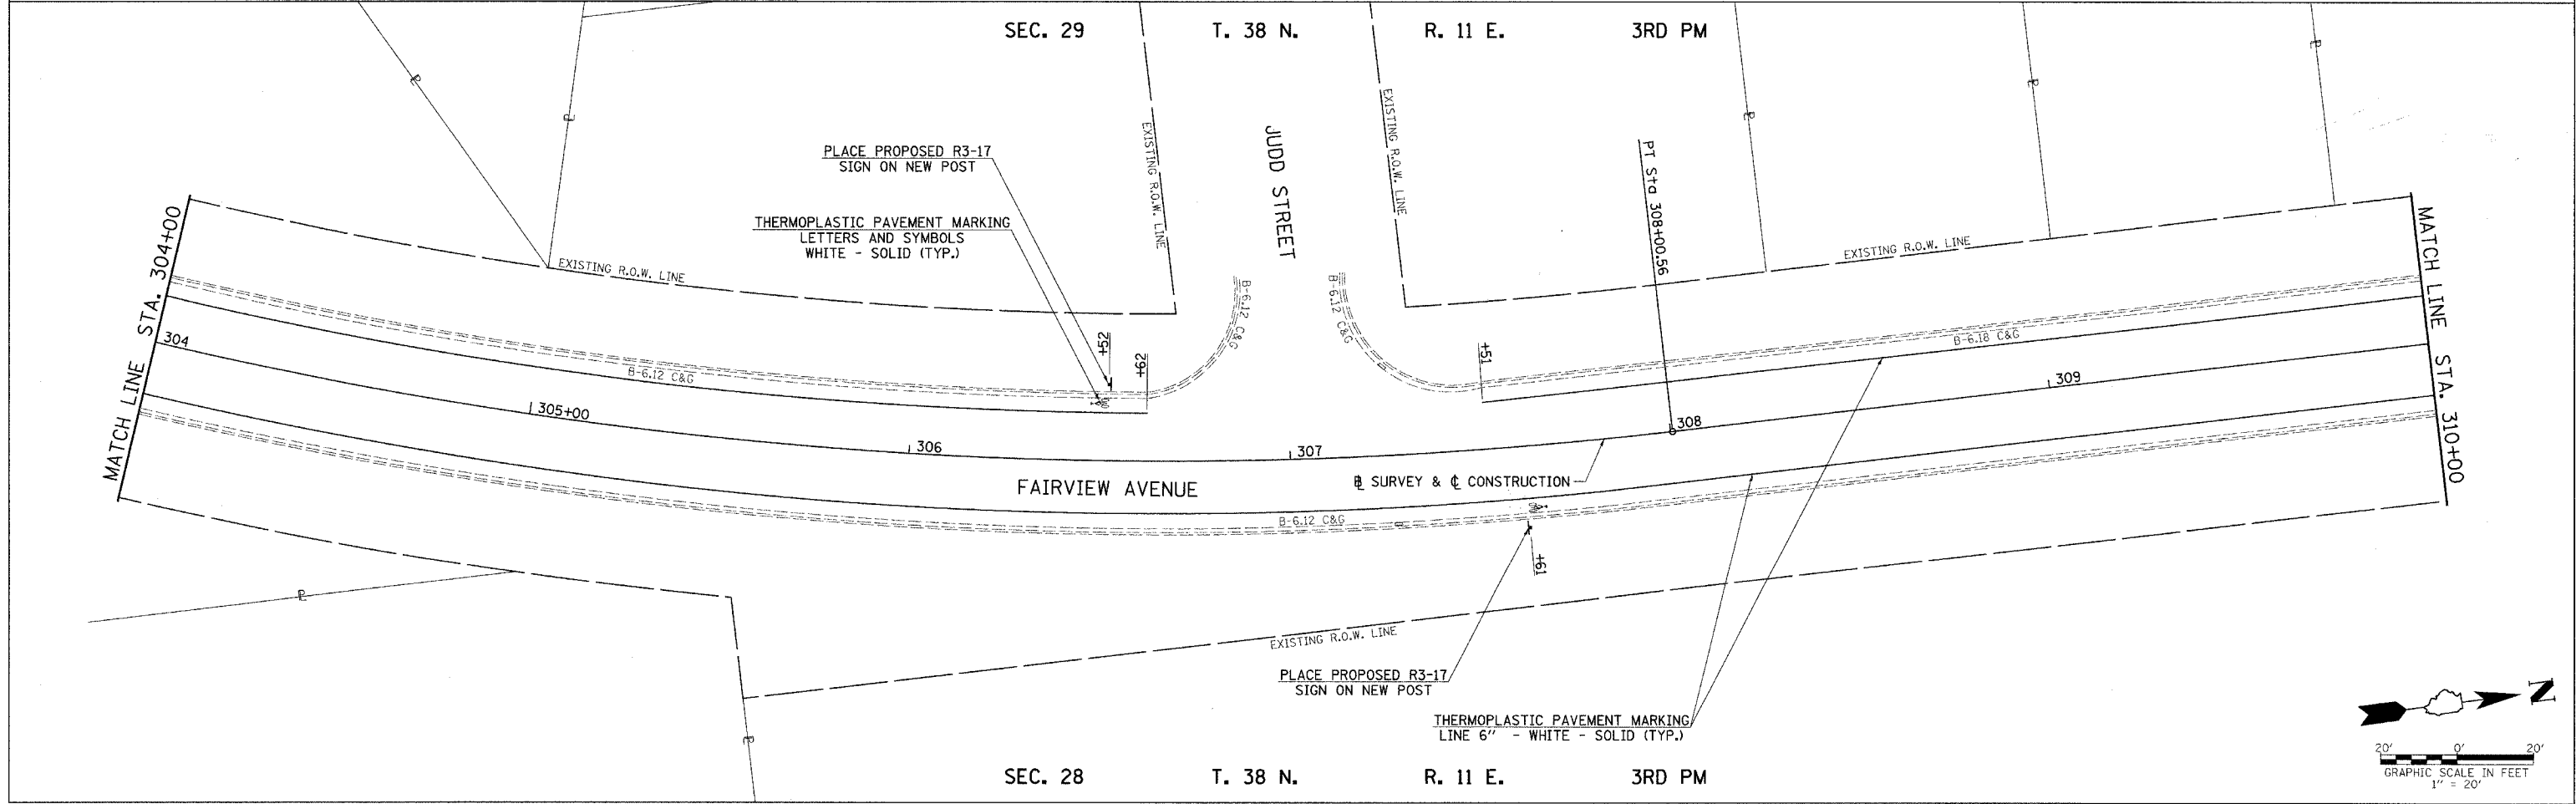 SEC. 29 T. 38 N. R. 11 E. 3RD PM
PLACE PROPOSED R3-17
SIGN ON NEW POST
THERMOPLASTIC PAVEMENT MARKING
LETTERS AND SYMBOLS
WHITE - SOLID (TYP.)
EXISTING R.O.W. LINE
JUDD STREET
EXISTING R.O.W. LINE
PT Sta 308+00.56
MATCH LINE STA. 304+00
EXISTING R.O.W. LINE
EXISTING R.O.W. LINE
MATCH LINE STA. 310+00
B-6.12 C&G
B-6.12 C&G
+52
+62
+51
304
B-6.12 C&G
B-6.18 C&G
305+00
306
307
308
309
FAIRVIEW AVENUE
SURVEY & ℄ CONSTRUCTION
B-6.12 C&G
+61
EXISTING R.O.W. LINE
PLACE PROPOSED R3-17
SIGN ON NEW POST
THERMOPLASTIC PAVEMENT MARKING
LINE 6" - WHITE - SOLID (TYP.)
SEC. 28 T. 38 N. R. 11 E. 3RD PM
N
20' 0' 20'
GRAPHIC SCALE IN FEET
1" = 20'